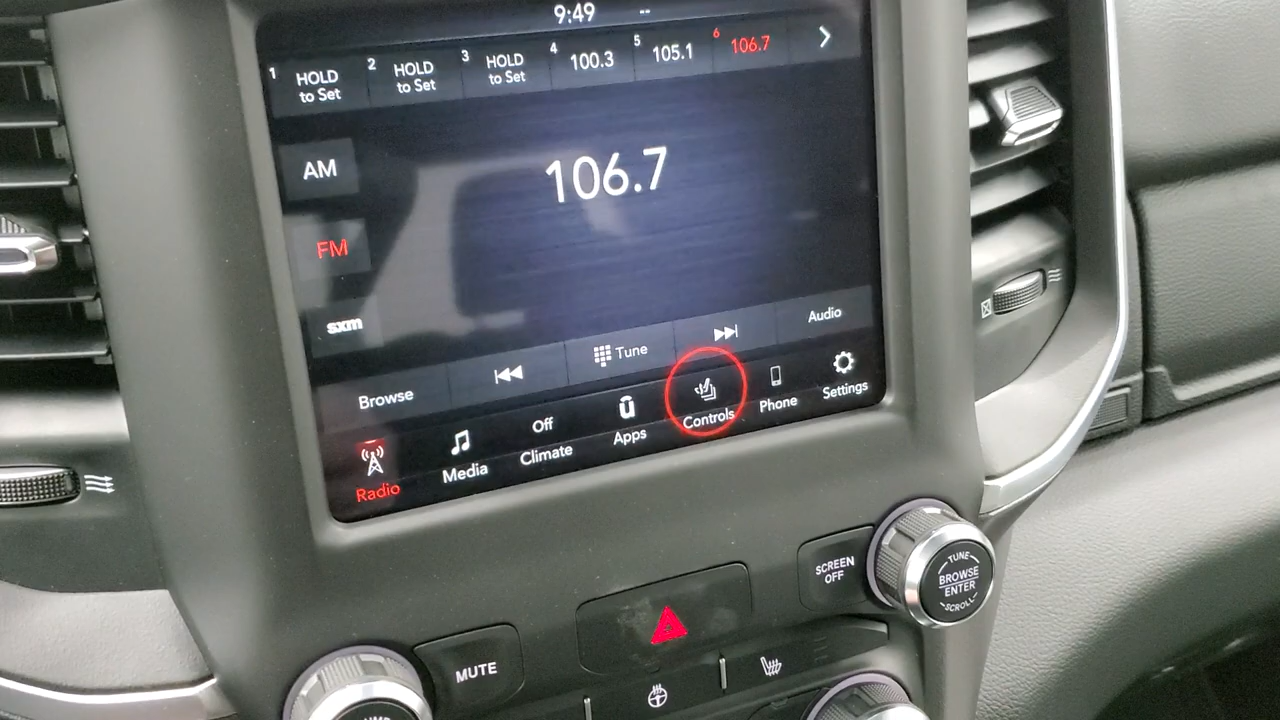 9:49 --
1 HOLD to Set
2 HOLD to Set
3 HOLD to Set
4 100.3
5 105.1
6 106.7
AM
106.7
FM
sxm
Browse
Tune
Audio
Radio
Media
Off
Climate
Apps
Controls
Phone
Settings
SCREEN
OFF
TUNE
BROWSE
ENTER
SCROLL
MUTE